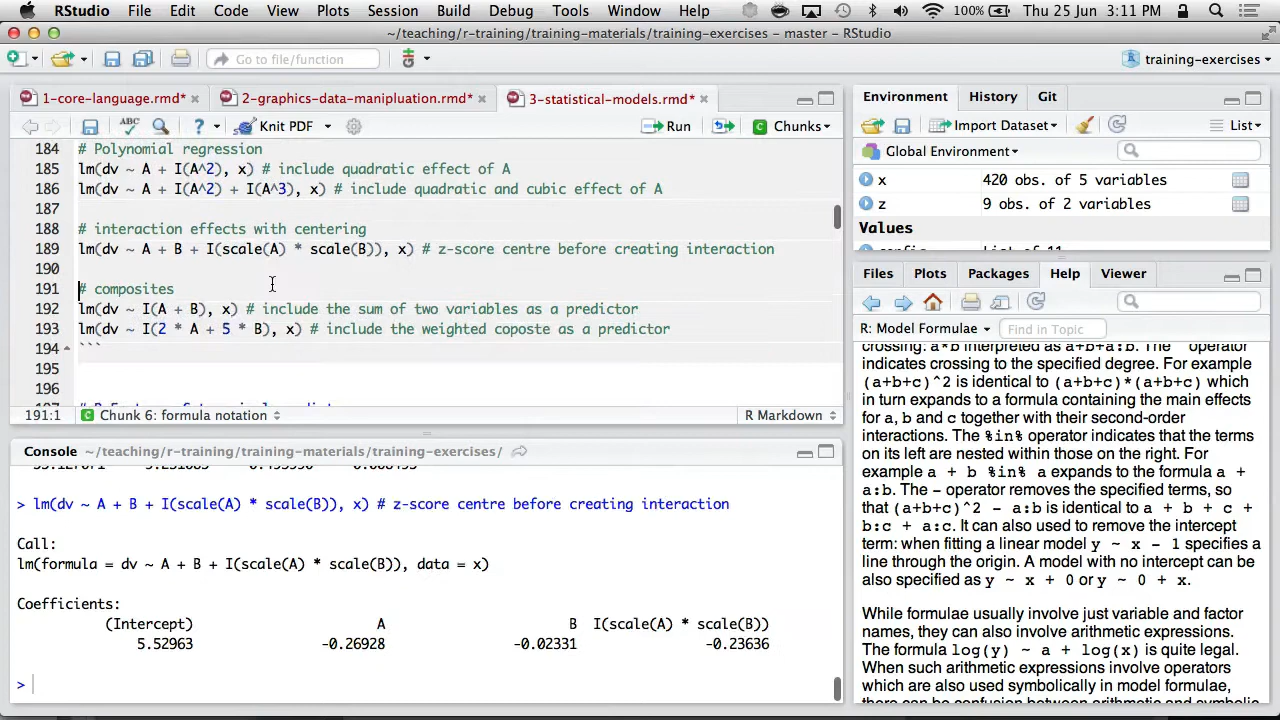 RStudio File Edit Code View Plots Session Build Debug Tools Window Help 100% Thu 25 Jun 3:11 PM
~/teaching/r-training/training-materials/training-exercises - master - RStudio
Go to file/function training-exercises
1-core-language.rmd* 2-graphics-data-manipluation.rmd* 3-statistical-models.rmd*
ABC Knit PDF Run Chunks
184 # Polynomial regression
185 lm(dv ~ A + I(A^2), x) # include quadratic effect of A
186 lm(dv ~ A + I(A^2) + I(A^3), x) # include quadratic and cubic effect of A
187
188 # interaction effects with centering
189 lm(dv ~ A + B + I(scale(A) * scale(B)), x) # z-score centre before creating interaction
190
191 # composites
192 lm(dv ~ I(A + B), x) # include the sum of two variables as a predictor
193 lm(dv ~ I(2 * A + 5 * B), x) # include the weighted coposte as a predictor
194 ```
195
196
191:1 Chunk 6: formula notation R Markdown
Console ~/teaching/r-training/training-materials/training-exercises/
> lm(dv ~ A + B + I(scale(A) * scale(B)), x) # z-score centre before creating interaction
Call:
lm(formula = dv ~ A + B + I(scale(A) * scale(B)), data = x)
Coefficients:
(Intercept) A B I(scale(A) * scale(B))
5.52963 -0.26928 -0.02331 -0.23636
>
Environment History Git
Import Dataset List
Global Environment
x 420 obs. of 5 variables
z 9 obs. of 2 variables
Values
Files Plots Packages Help Viewer
R: Model Formulae Find in Topic
crossing: a*b interpreted as a+b+a:b. The ^ operator
indicates crossing to the specified degree. For example
(a+b+c)^2 is identical to (a+b+c)*(a+b+c) which
in turn expands to a formula containing the main effects
for a, b and c together with their second-order
interactions. The %in% operator indicates that the terms
on its left are nested within those on the right. For
example a + b %in% a expands to the formula a +
a:b. The - operator removes the specified terms, so
that (a+b+c)^2 - a:b is identical to a + b + c +
b:c + a:c. It can also used to remove the intercept
term: when fitting a linear model y ~ x - 1 specifies a
line through the origin. A model with no intercept can be
also specified as y ~ x + 0 or y ~ 0 + x.
While formulae usually involve just variable and factor
names, they can also involve arithmetic expressions.
The formula log(y) ~ a + log(x) is quite legal.
When such arithmetic expressions involve operators
which are also used symbolically in model formulae,